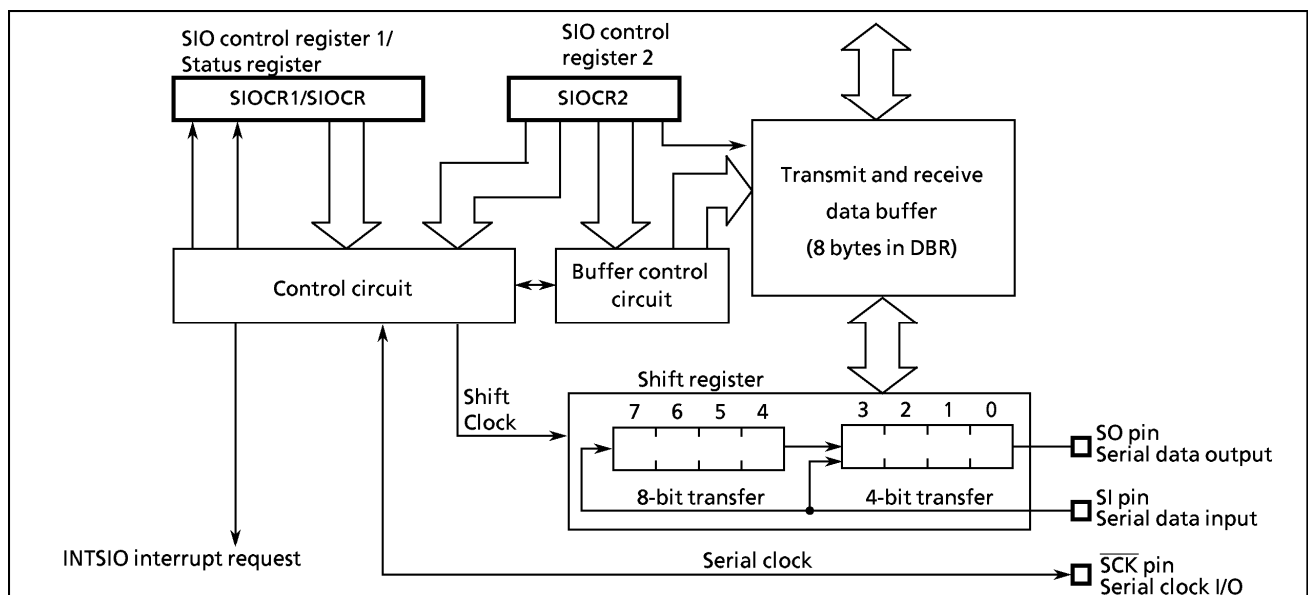 SIO control register 1/
Status register
SIOCR1/SIOCR
SIO control
register 2
SIOCR2
Transmit and receive
data buffer
(8 bytes in DBR)
Control circuit
Buffer control
circuit
Shift register
Shift
Clock
7 6 5 4 3 2 1 0
SO pin
Serial data output
8-bit transfer 4-bit transfer
SI pin
Serial data input
INTSIO interrupt request
Serial clock
SCK pin
Serial clock I/O